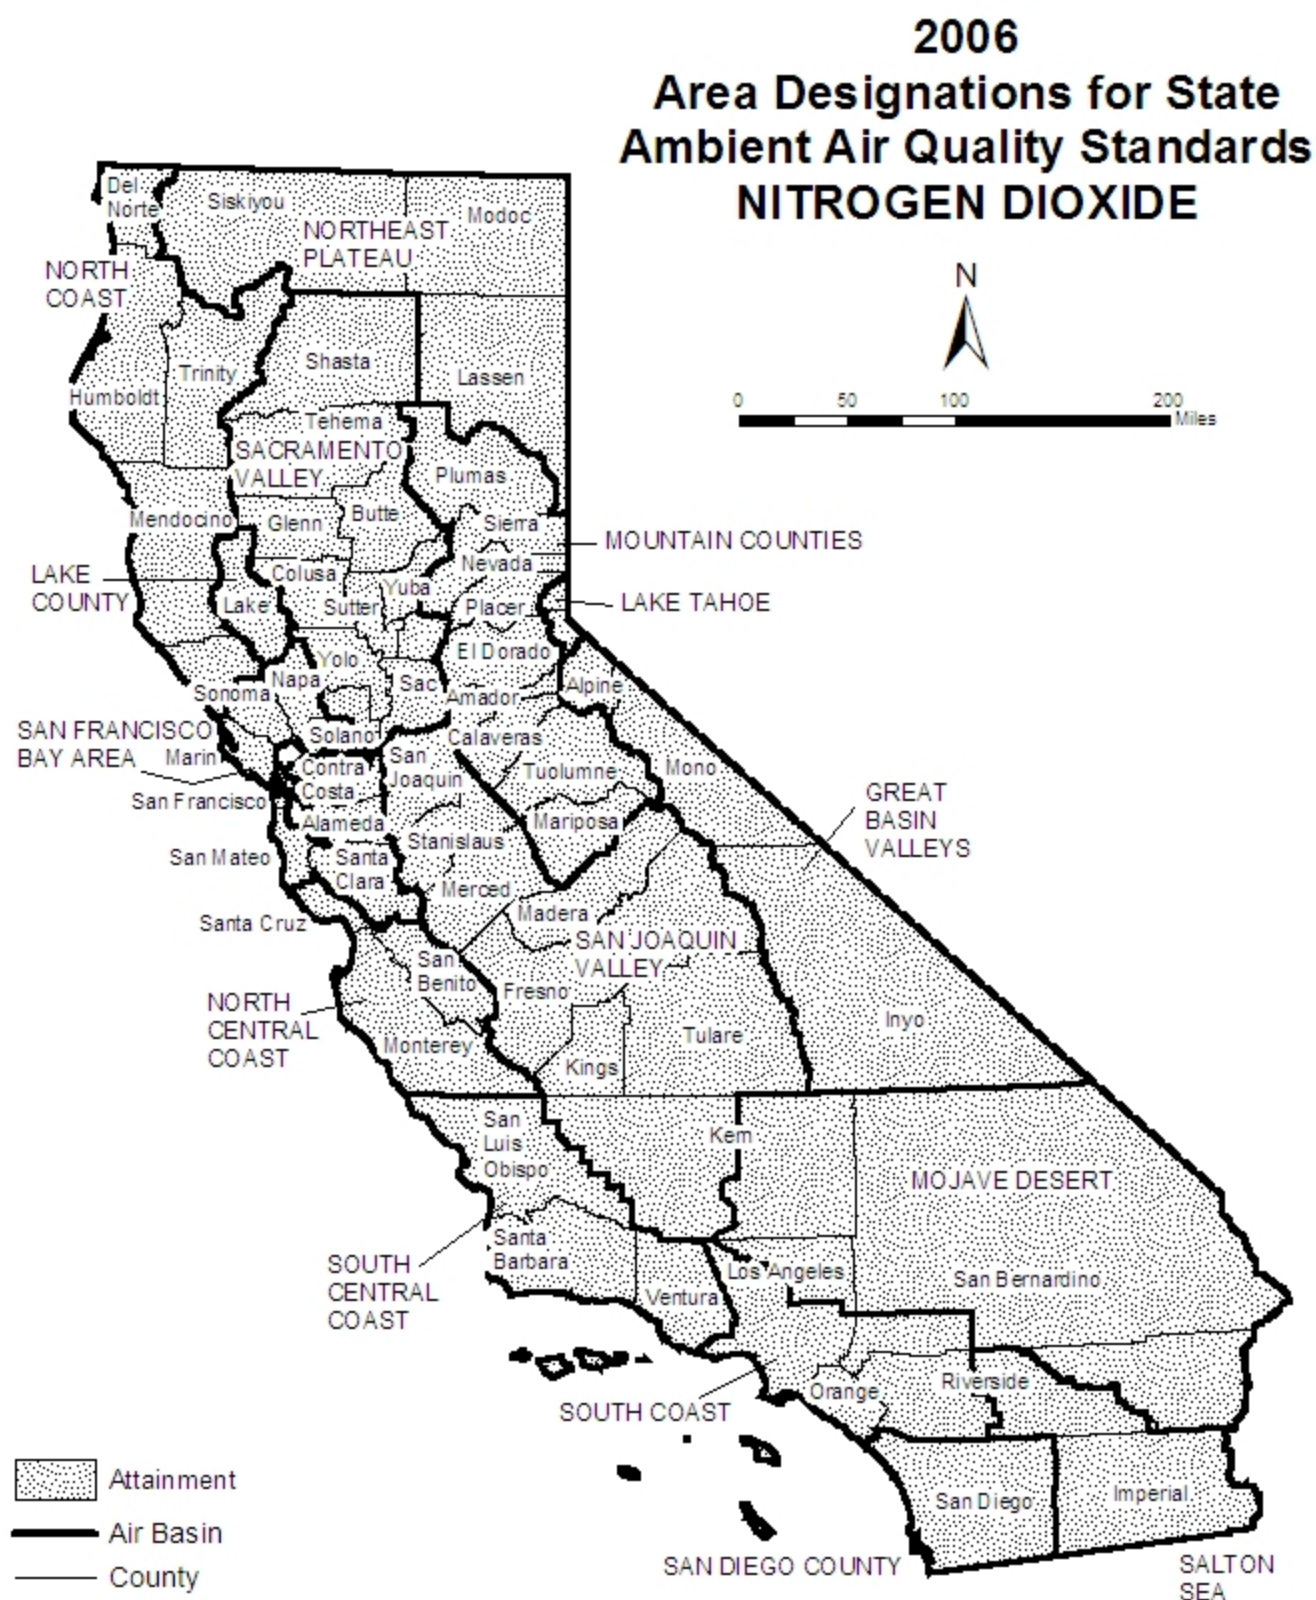 2006
Area Designations for State
Ambient Air Quality Standards
NITROGEN DIOXIDE
N
0 50 100 200
Miles
Del
Norte
Siskiyou
Modoc
NORTHEAST
PLATEAU
NORTH
COAST
Shasta
Trinity
Lassen
Humboldt
Tehema
SACRAMENTO
VALLEY
Plumas
Mendocino
Glenn
Butte
Sierra
MOUNTAIN COUNTIES
Nevada
LAKE
COUNTY
Colusa
Yuba
Lake
Sutter
Placer
LAKE TAHOE
Yolo
El Dorado
Napa
Sac
Alpine
Sonoma
Amador
SAN FRANCISCO
BAY AREA
Solano
Calaveras
Marin
San
Joaquin
Contra
Costa
Tuolumne
Mono
San Francisco
GREAT
BASIN
VALLEYS
Alameda
Mariposa
Stanislaus
San Mateo
Santa
Clara
Merced
Santa Cruz
Madera
SAN JOAQUIN
VALLEY
San
Benito
Fresno
NORTH
CENTRAL
COAST
Inyo
Monterey
Tulare
Kings
San
Luis
Obispo
Kern
MOJAVE DESERT
Santa
Barbara
SOUTH
CENTRAL
COAST
Los Angeles
San Bernardino
Ventura
Orange
Riverside
SOUTH COAST
Attainment
San Diego
Imperial
Air Basin
SAN DIEGO COUNTY
SALTON
SEA
County